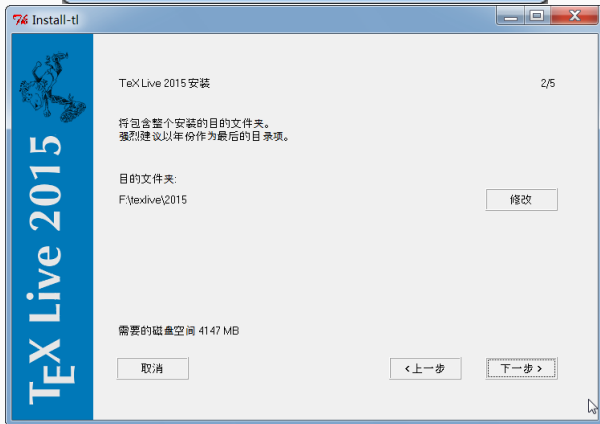 Install-tl
TeX Live 2015 安装
2/5
将包含整个安装的目的文件夹。
强烈建议以年份作为最后的目录项。
目的文件夹:
F:\texlive\2015
修改
需要的磁盘空间 4147 MB
取消
<上一步
下一步>
TEX Live 2015